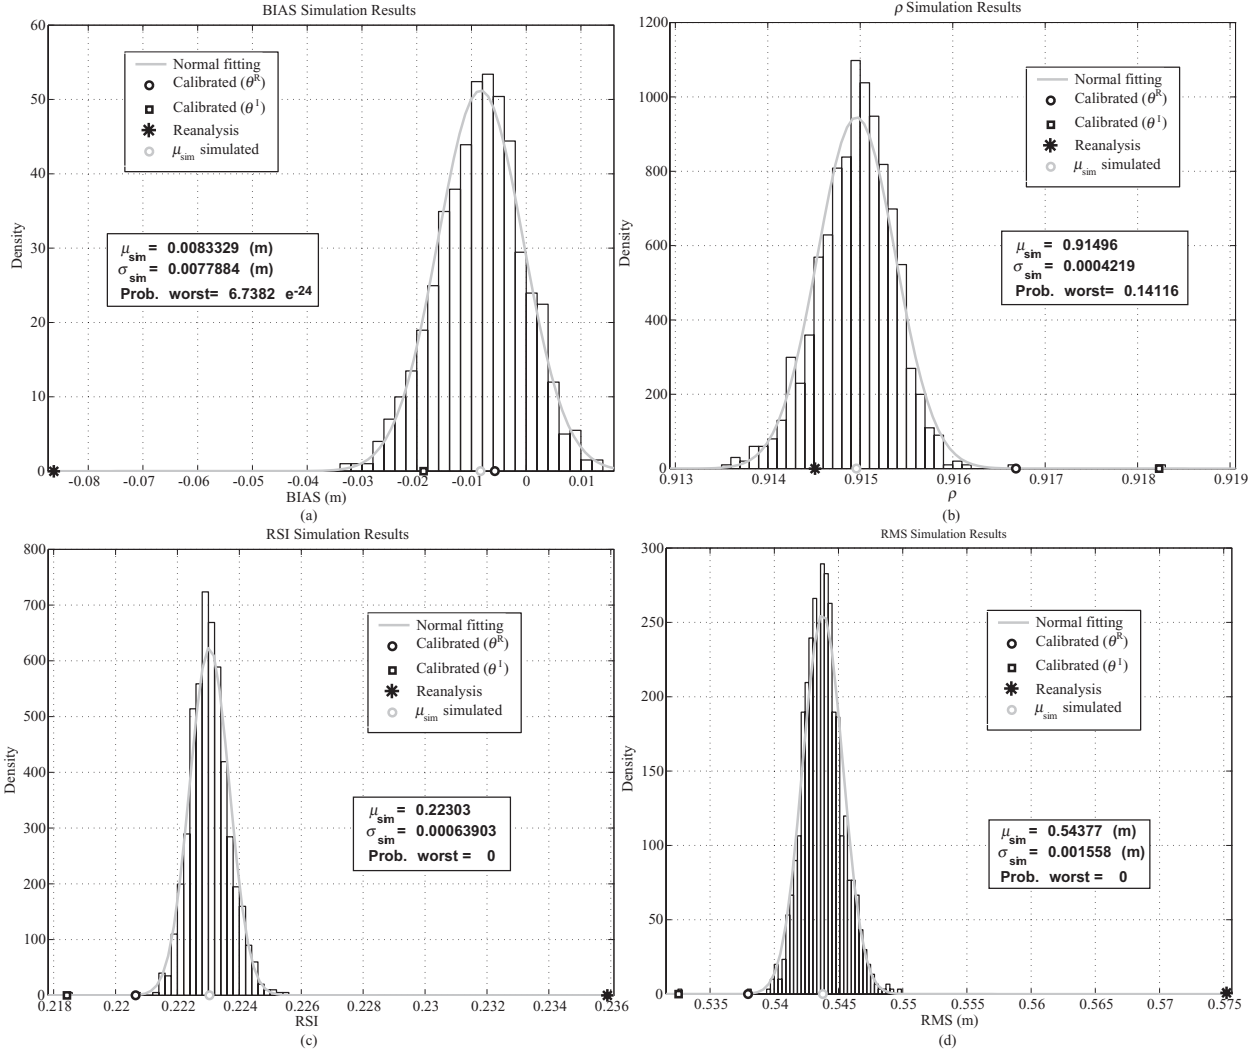 BIAS Simulation Results
60
50
40
30
20
10
0
Density
Normal fitting
Calibrated (θ^R)
Calibrated (θ^I)
Reanalysis
μ_sim simulated
μ_sim = 0.0083329 (m)
σ_sim = 0.0077884 (m)
Prob. worst= 6.7382 e^-24
-0.08 -0.07 -0.06 -0.05 -0.04 -0.03 -0.02 -0.01 0 0.01
BIAS (m)
(a)
ρ Simulation Results
1200
1000
800
600
400
200
0
Density
Normal fitting
Calibrated (θ^R)
Calibrated (θ^I)
Reanalysis
μ_sim simulated
μ_sim = 0.91496
σ_sim = 0.0004219
Prob. worst= 0.14116
0.913 0.914 0.915 0.916 0.917 0.918 0.919
ρ
(b)
RSI Simulation Results
800
700
600
500
400
300
200
100
0
Density
Normal fitting
Calibrated (θ^R)
Calibrated (θ^I)
Reanalysis
μ_sim simulated
μ_sim = 0.22303
σ_sim = 0.00063903
Prob. worst = 0
0.218 0.22 0.222 0.224 0.226 0.228 0.23 0.232 0.234 0.236
RSI
(c)
RMS Simulation Results
300
250
200
150
100
50
0
Density
Normal fitting
Calibrated (θ^R)
Calibrated (θ^I)
Reanalysis
μ_sim simulated
μ_sim = 0.54377 (m)
σ_sim = 0.001558 (m)
Prob. worst = 0
0.535 0.54 0.545 0.55 0.555 0.56 0.565 0.57 0.575
RMS (m)
(d)